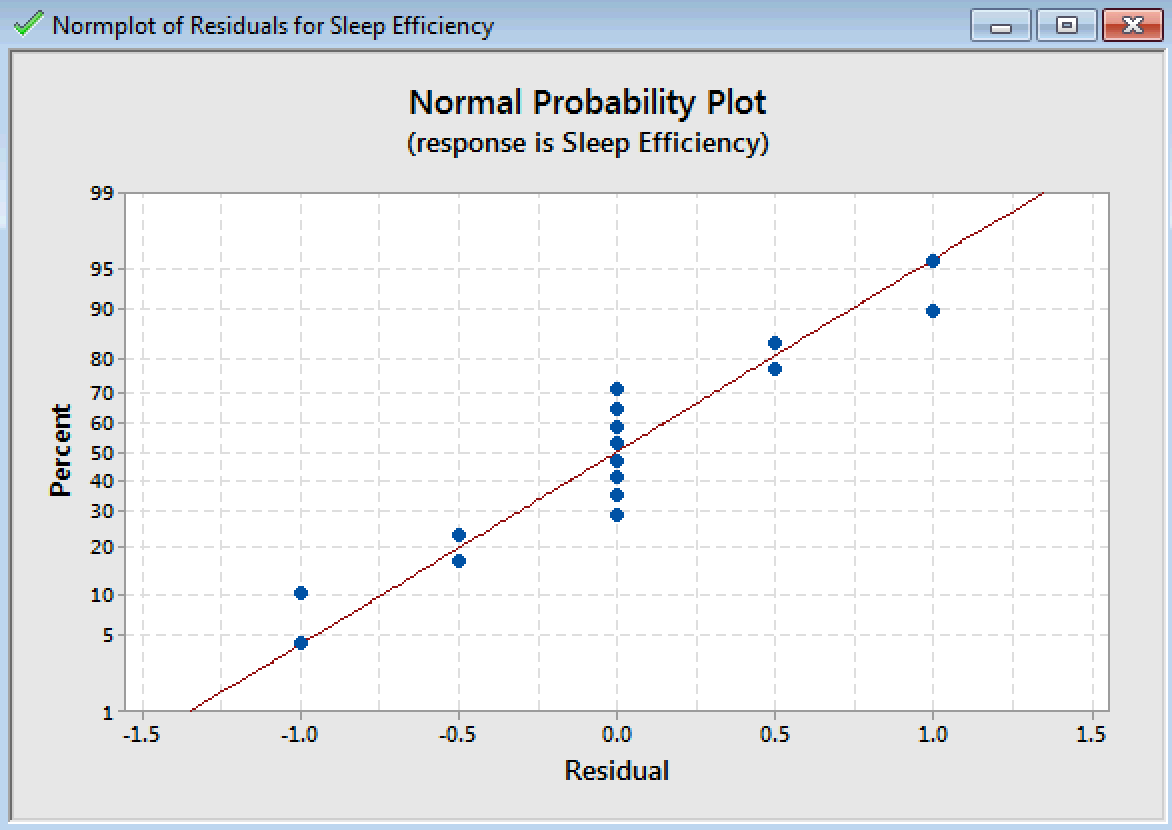 Normplot of Residuals for Sleep Efficiency
Normal Probability Plot
(response is Sleep Efficiency)
99
95
90
80
70
60
50
40
30
20
10
5
1
Percent
-1.5 -1.0 -0.5 0.0 0.5 1.0 1.5
Residual